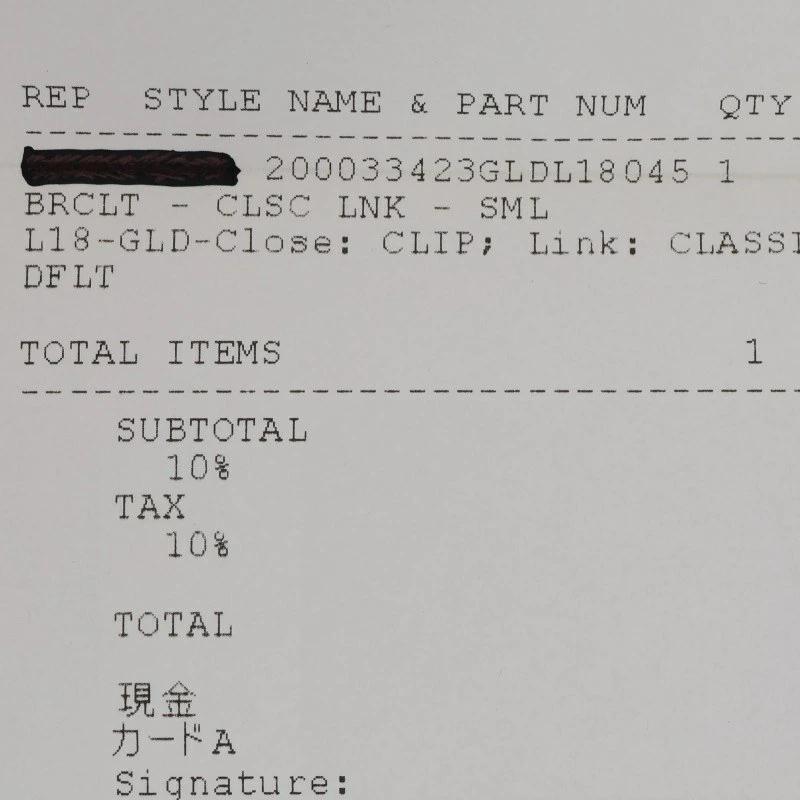 REP STYLE NAME & PART NUM QTY
200033423GLDL18045 1
BRCLT - CLSC LNK - SML
L18-GLD-Close: CLIP; Link: CLASSI
DFLT
TOTAL ITEMS 1
SUBTOTAL
10%
TAX
10%
TOTAL
現金
カードA
Signature: